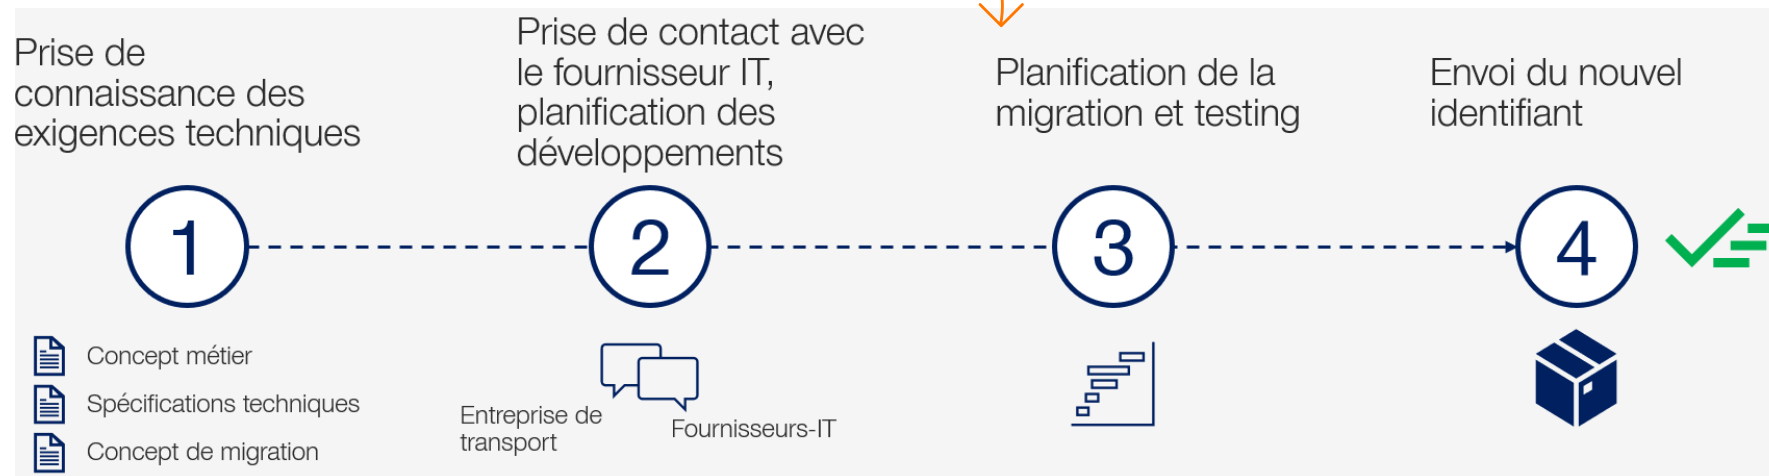 Prise de
connaissance des
exigences techniques
Prise de contact avec
le fournisseur IT,
planification des
développements
Planification de la
migration et testing
Envoi du nouvel
identifiant
1
2
3
4
Concept métier
Spécifications techniques
Concept de migration
Entreprise de
transport
Fournisseurs-IT